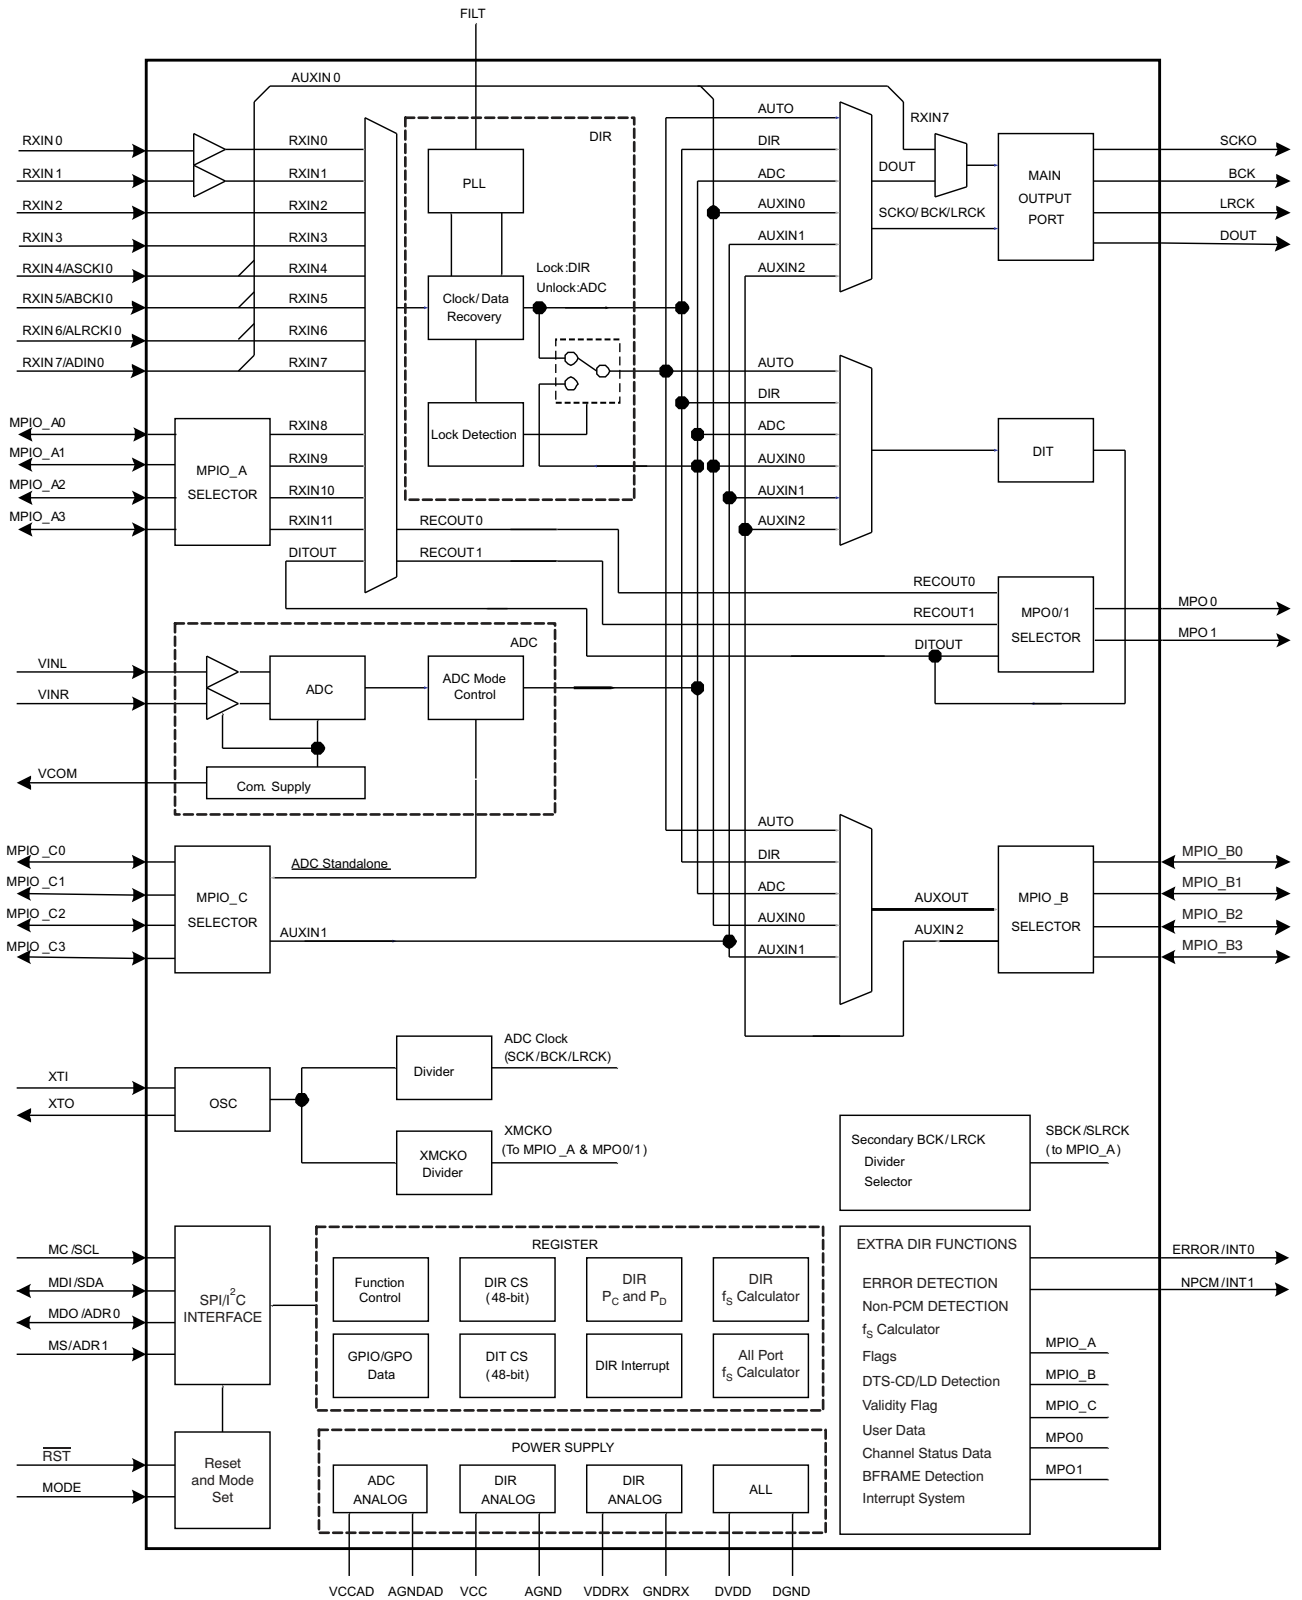 FILT
AUXIN 0
RXIN 0
RXIN 1
RXIN 2
RXIN 3
RXIN 4/ASCKI 0
RXIN 5/ABCKI 0
RXIN 6/ALRCKI 0
RXIN 7/ADIN0
RXIN0
RXIN1
RXIN2
RXIN3
RXIN4
RXIN5
RXIN6
RXIN7
MPIO_A0
MPIO_A1
MPIO_A2
MPIO_A3
MPIO_A
SELECTOR
RXIN8
RXIN9
RXIN10
RXIN11
DITOUT
RECOUT 0
RECOUT 1
DIR
PLL
Clock/Data
Recovery
Lock Detection
Lock:DIR
Unlock:ADC
AUTO
DIR
ADC
AUXIN0
AUXIN1
AUXIN2
RXIN7
DOUT
SCKO/BCK/LRCK
MAIN
OUTPUT
PORT
SCKO
BCK
LRCK
DOUT
AUTO
DIR
ADC
AUXIN0
AUXIN1
AUXIN2
DIT
RECOUT0
RECOUT1
DITOUT
MPO0/1
SELECTOR
MPO 0
MPO 1
VINL
VINR
VCOM
ADC
ADC
ADC Mode
Control
Com. Supply
MPIO_C0
MPIO_C1
MPIO_C2
MPIO_C3
MPIO_C
SELECTOR
ADC Standalone
AUXIN 1
AUTO
DIR
ADC
AUXIN0
AUXIN1
AUXOUT
AUXIN 2
MPIO_B
SELECTOR
MPIO_B0
MPIO_B1
MPIO_B2
MPIO_B3
XTI
XTO
OSC
Divider
ADC Clock
(SCK/BCK/LRCK)
XMCKO
Divider
XMCKO
(To MPIO_A & MPO0/1)
Secondary BCK/LRCK
Divider
Selector
SBCK/SLRCK
(to MPIO_A)
MC/SCL
MDI/SDA
MDO/ADR 0
MS/ADR 1
SPI/I2C
INTERFACE
RST
MODE
Reset
and Mode
Set
REGISTER
Function
Control
DIR CS
(48-bit)
DIR
PC and PD
DIR
fS Calculator
GPIO/GPO
Data
DIT CS
(48-bit)
DIR Interrupt
All Port
fS Calculator
POWER SUPPLY
ADC
ANALOG
DIR
ANALOG
DIR
ANALOG
ALL
VCCAD
AGNDAD
VCC
AGND
VDDRX
GNDRX
DVDD
DGND
EXTRA DIR FUNCTIONS
ERROR DETECTION
Non-PCM DETECTION
fS Calculator
Flags
DTS-CD/LD Detection
Validity Flag
User Data
Channel Status Data
BFRAME Detection
Interrupt System
ERROR/INT0
NPCM/INT1
MPIO_A
MPIO_B
MPIO_C
MPO0
MPO1